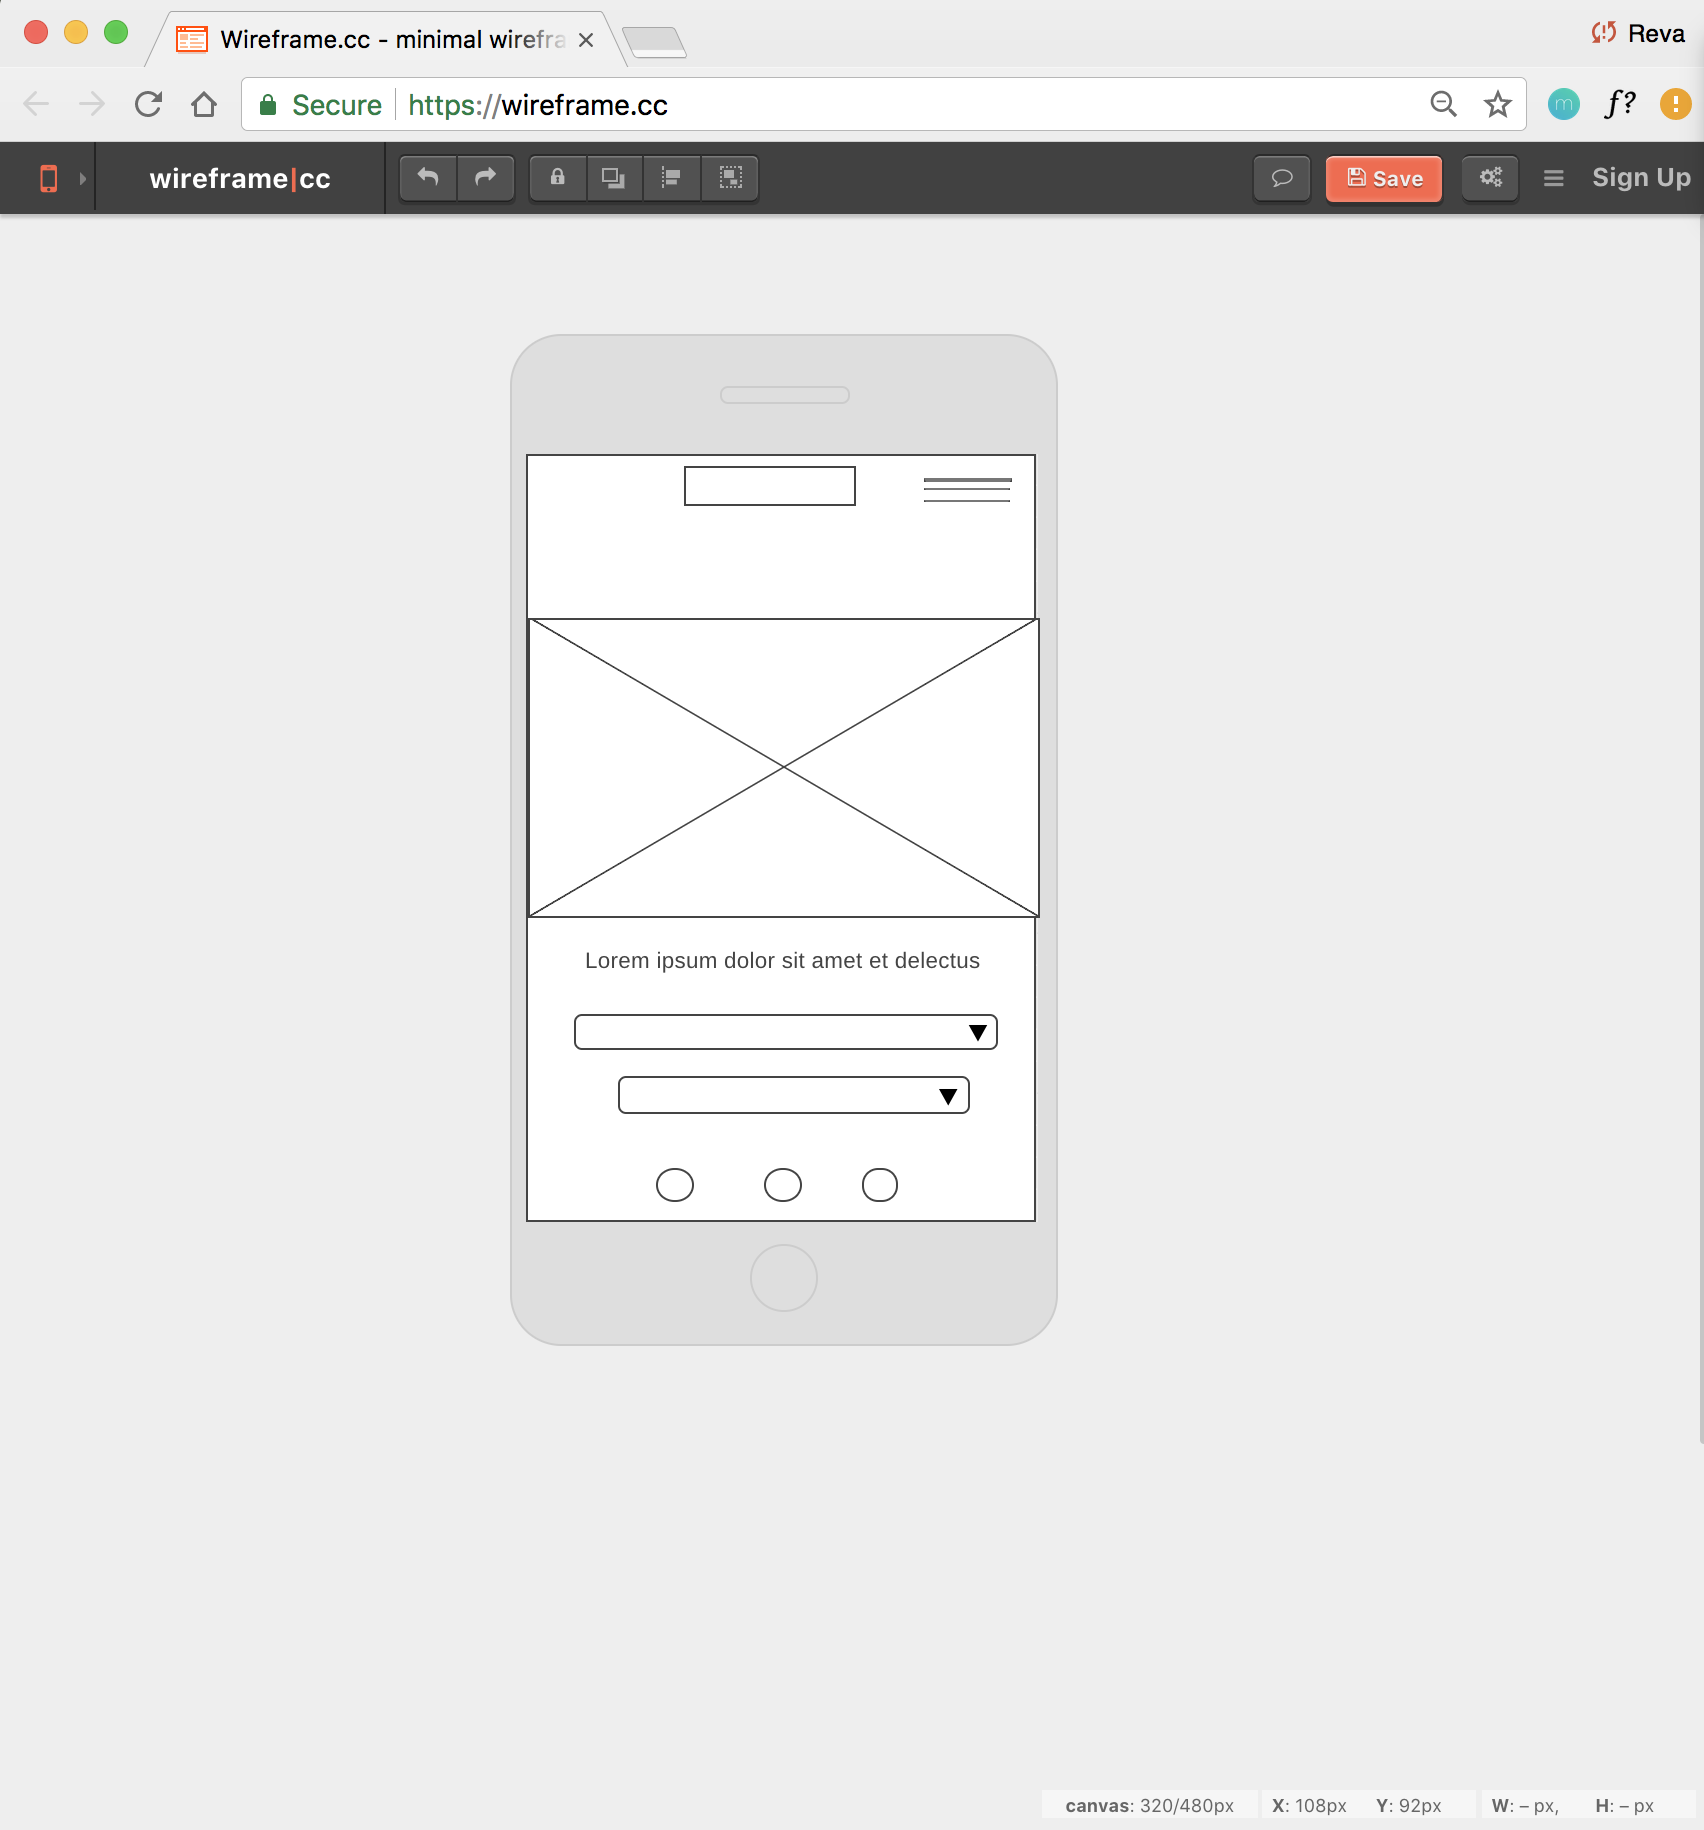 Wireframe.cc - minimal wirefra
Reva
Secure
https://wireframe.cc
m
f?
wireframe|cc
Save
Sign Up
Lorem ipsum dolor sit amet et delectus
canvas: 320/480px
X: 108px
Y: 92px
W: – px,
H: – px